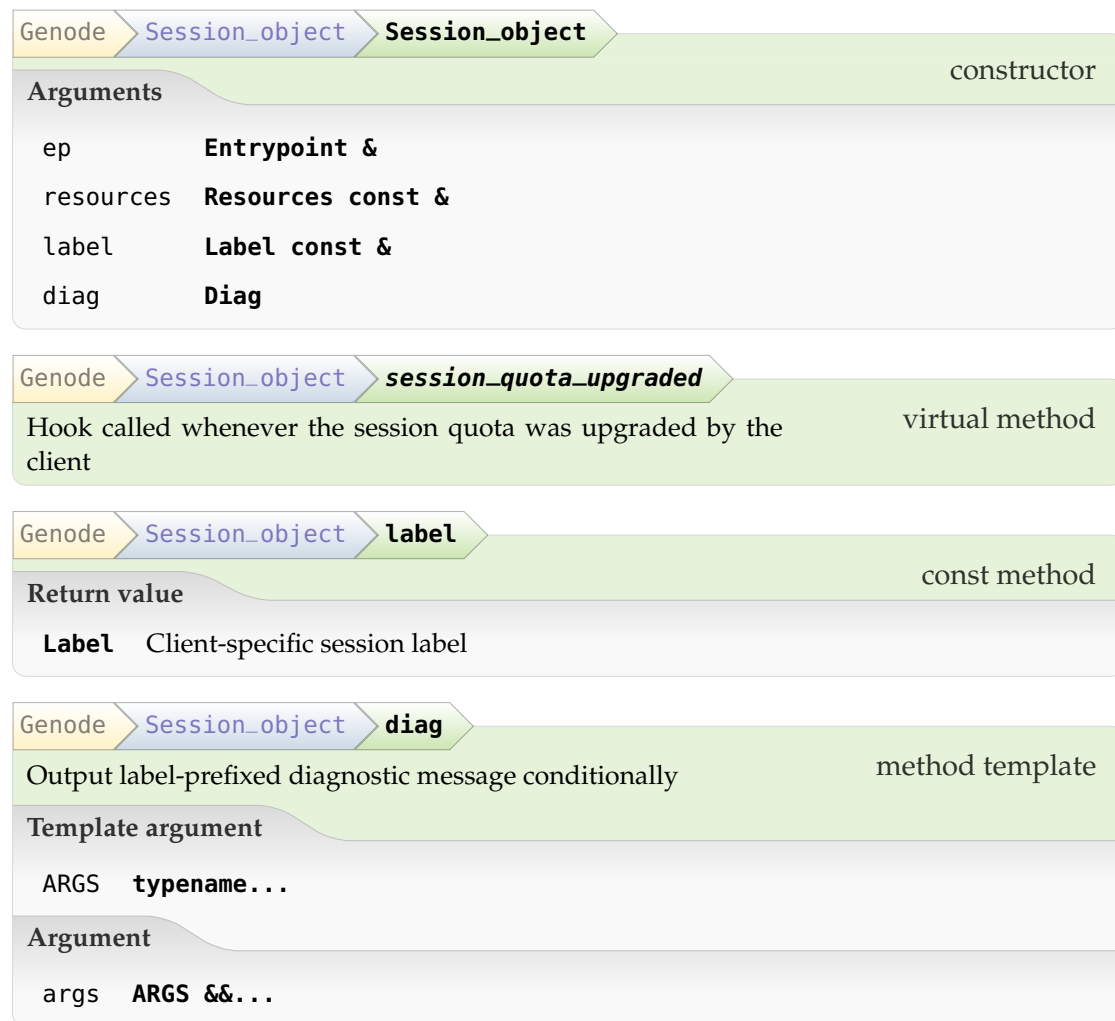 Genode Session_object Session_object
constructor
Arguments
ep Entrypoint &
resources Resources const &
label Label const &
diag Diag
Genode Session_object session_quota_upgraded
virtual method
Hook called whenever the session quota was upgraded by the
client
Genode Session_object label
const method
Return value
Label Client-specific session label
Genode Session_object diag
method template
Output label-prefixed diagnostic message conditionally
Template argument
ARGS typename...
Argument
args ARGS &&...